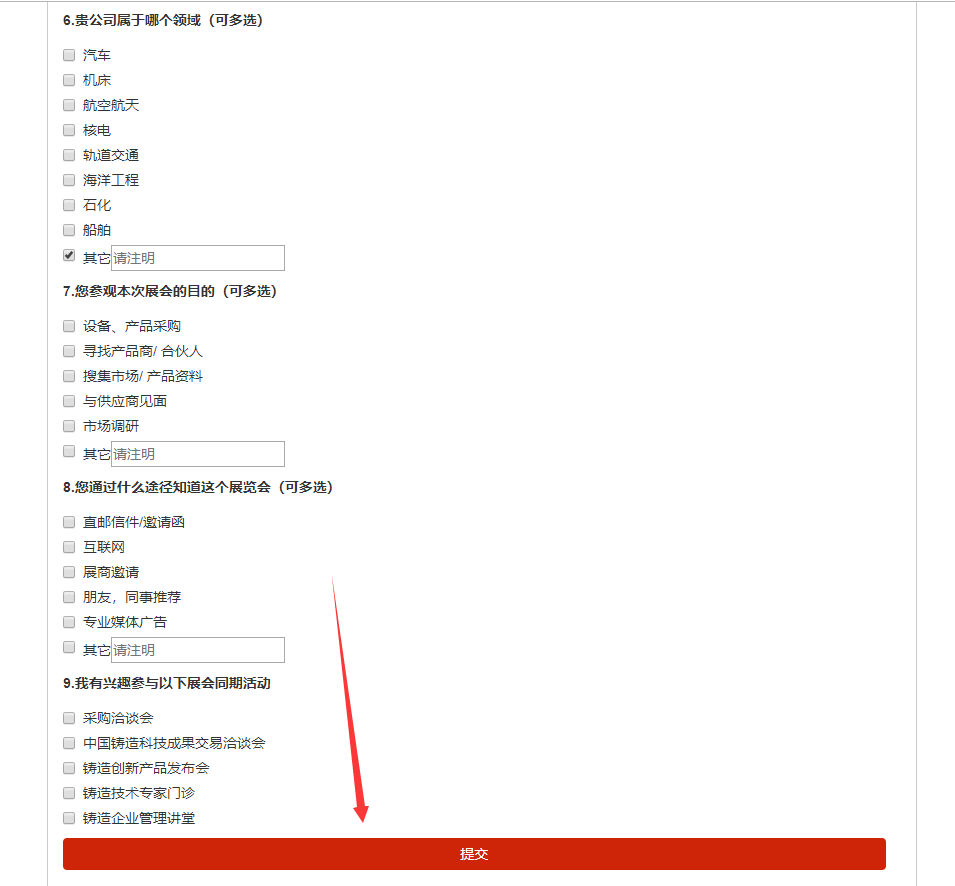 6.贵公司属于哪个领域（可多选）
汽车
机床
航空航天
核电
轨道交通
海洋工程
石化
船舶
其它 请注明
7.您参观本次展会的目的（可多选）
设备、产品采购
寻找产品商/ 合伙人
搜集市场/ 产品资料
与供应商见面
市场调研
其它 请注明
8.您通过什么途径知道这个展览会（可多选）
直邮信件/邀请函
互联网
展商邀请
朋友，同事推荐
专业媒体广告
其它 请注明
9.我有兴趣参与以下展会同期活动
采购洽谈会
中国铸造科技成果交易洽谈会
铸造创新产品发布会
铸造技术专家门诊
铸造企业管理讲堂
提交